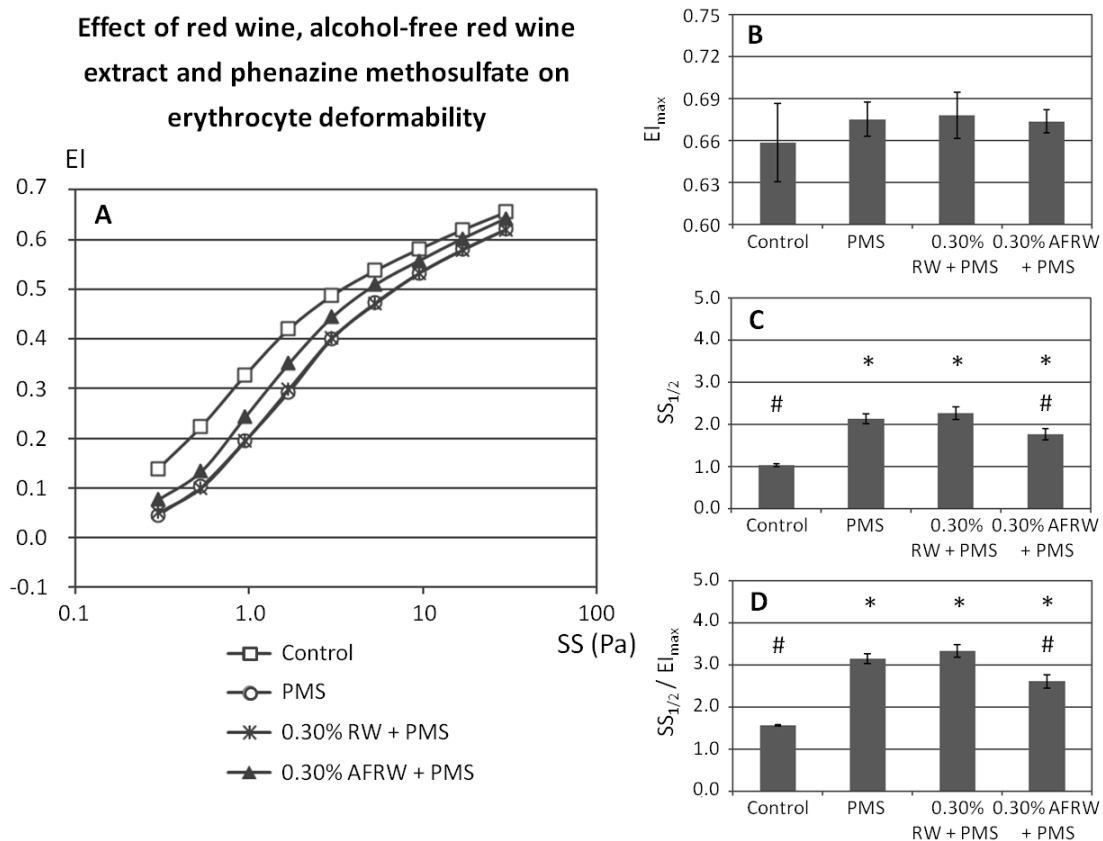 Effect of red wine, alcohol-free red wine
extract and phenazine methosulfate on
erythrocyte deformability
EI
A
0.7
0.6
0.5
0.4
0.3
0.2
0.1
0.0
-0.1
0.1
1.0
10
100
SS (Pa)
Control
PMS
0.30% RW + PMS
0.30% AFRW + PMS
B
EImax
0.75
0.72
0.69
0.66
0.63
0.60
Control
PMS
0.30%
RW + PMS
0.30% AFRW
+ PMS
C
SS1/2
5.0
4.0
3.0
2.0
1.0
0.0
#
*
*
*
#
Control
PMS
0.30%
RW + PMS
0.30% AFRW
+ PMS
D
SS1/2 / EImax
5.0
4.0
3.0
2.0
1.0
0.0
#
*
*
*
#
Control
PMS
0.30%
RW + PMS
0.30% AFRW
+ PMS